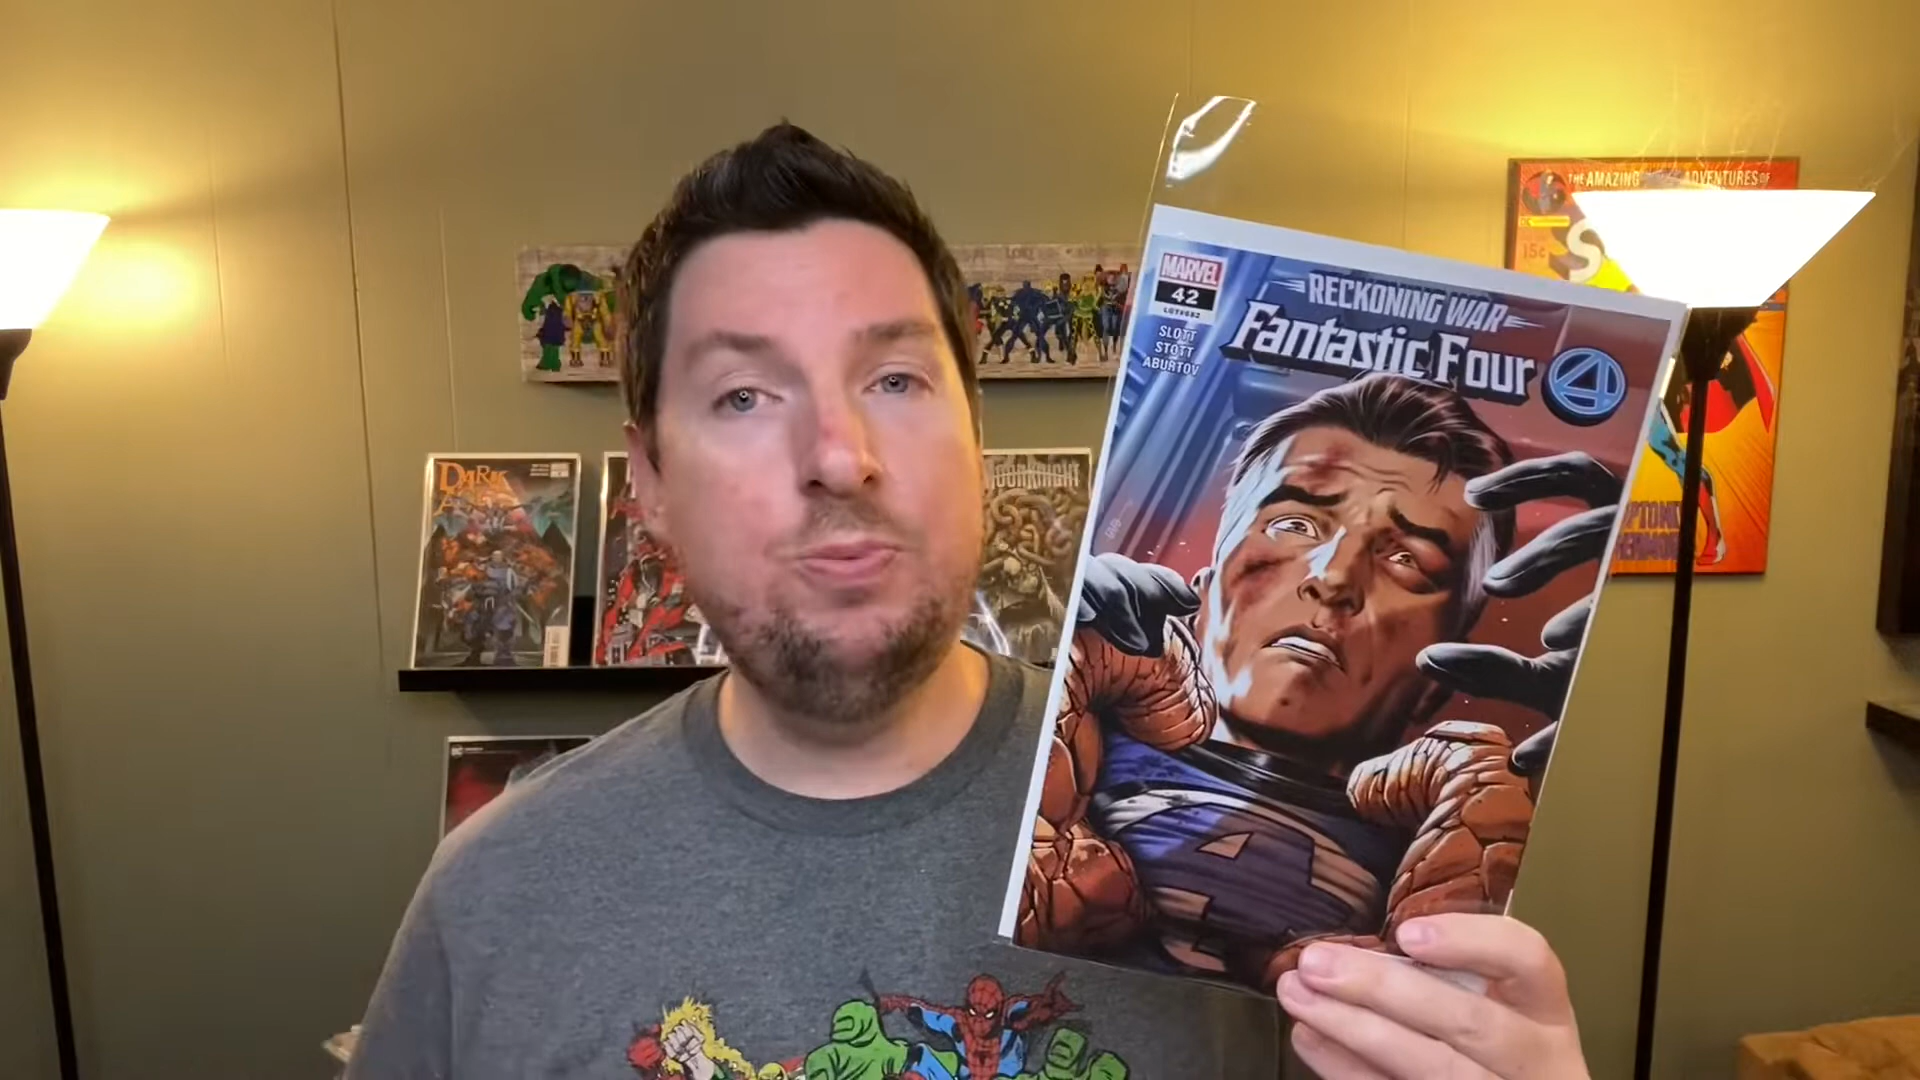 THE AMAZING
ADVENTURES OF
15¢
MARVEL
42
LGY#682
SLOTT
STOTT
ABURTOV
RECKONING WAR
Fantastic Four
4
DARK
MOON KNIGHT
DC